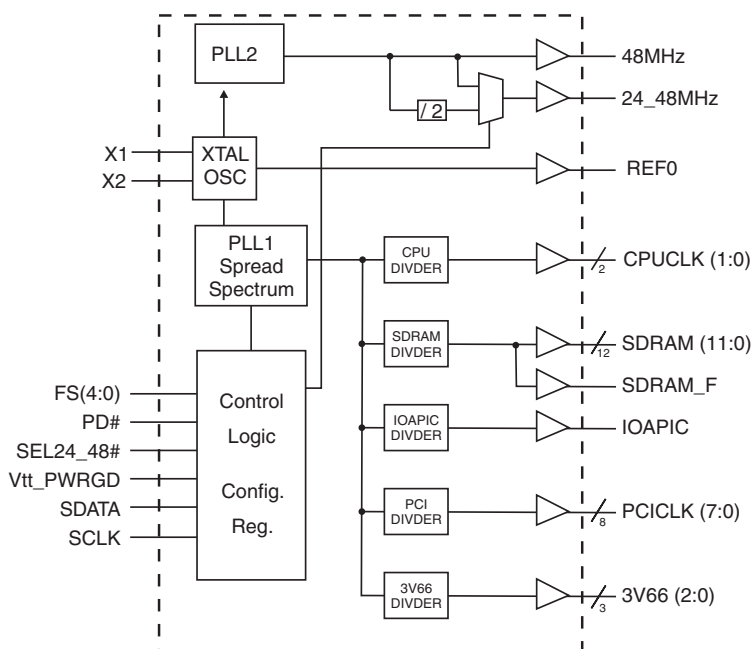 PLL2
48MHz
/ 2
24_48MHz
X1
X2
XTAL
OSC
REF0
PLL1
Spread
Spectrum
CPU
DIVDER
2
CPUCLK (1:0)
SDRAM
DIVDER
12
SDRAM (11:0)
SDRAM_F
FS(4:0)
PD#
SEL24_48#
Vtt_PWRGD
SDATA
SCLK
Control
Logic
Config.
Reg.
IOAPIC
DIVDER
IOAPIC
PCI
DIVDER
8
PCICLK (7:0)
3V66
DIVDER
3
3V66 (2:0)